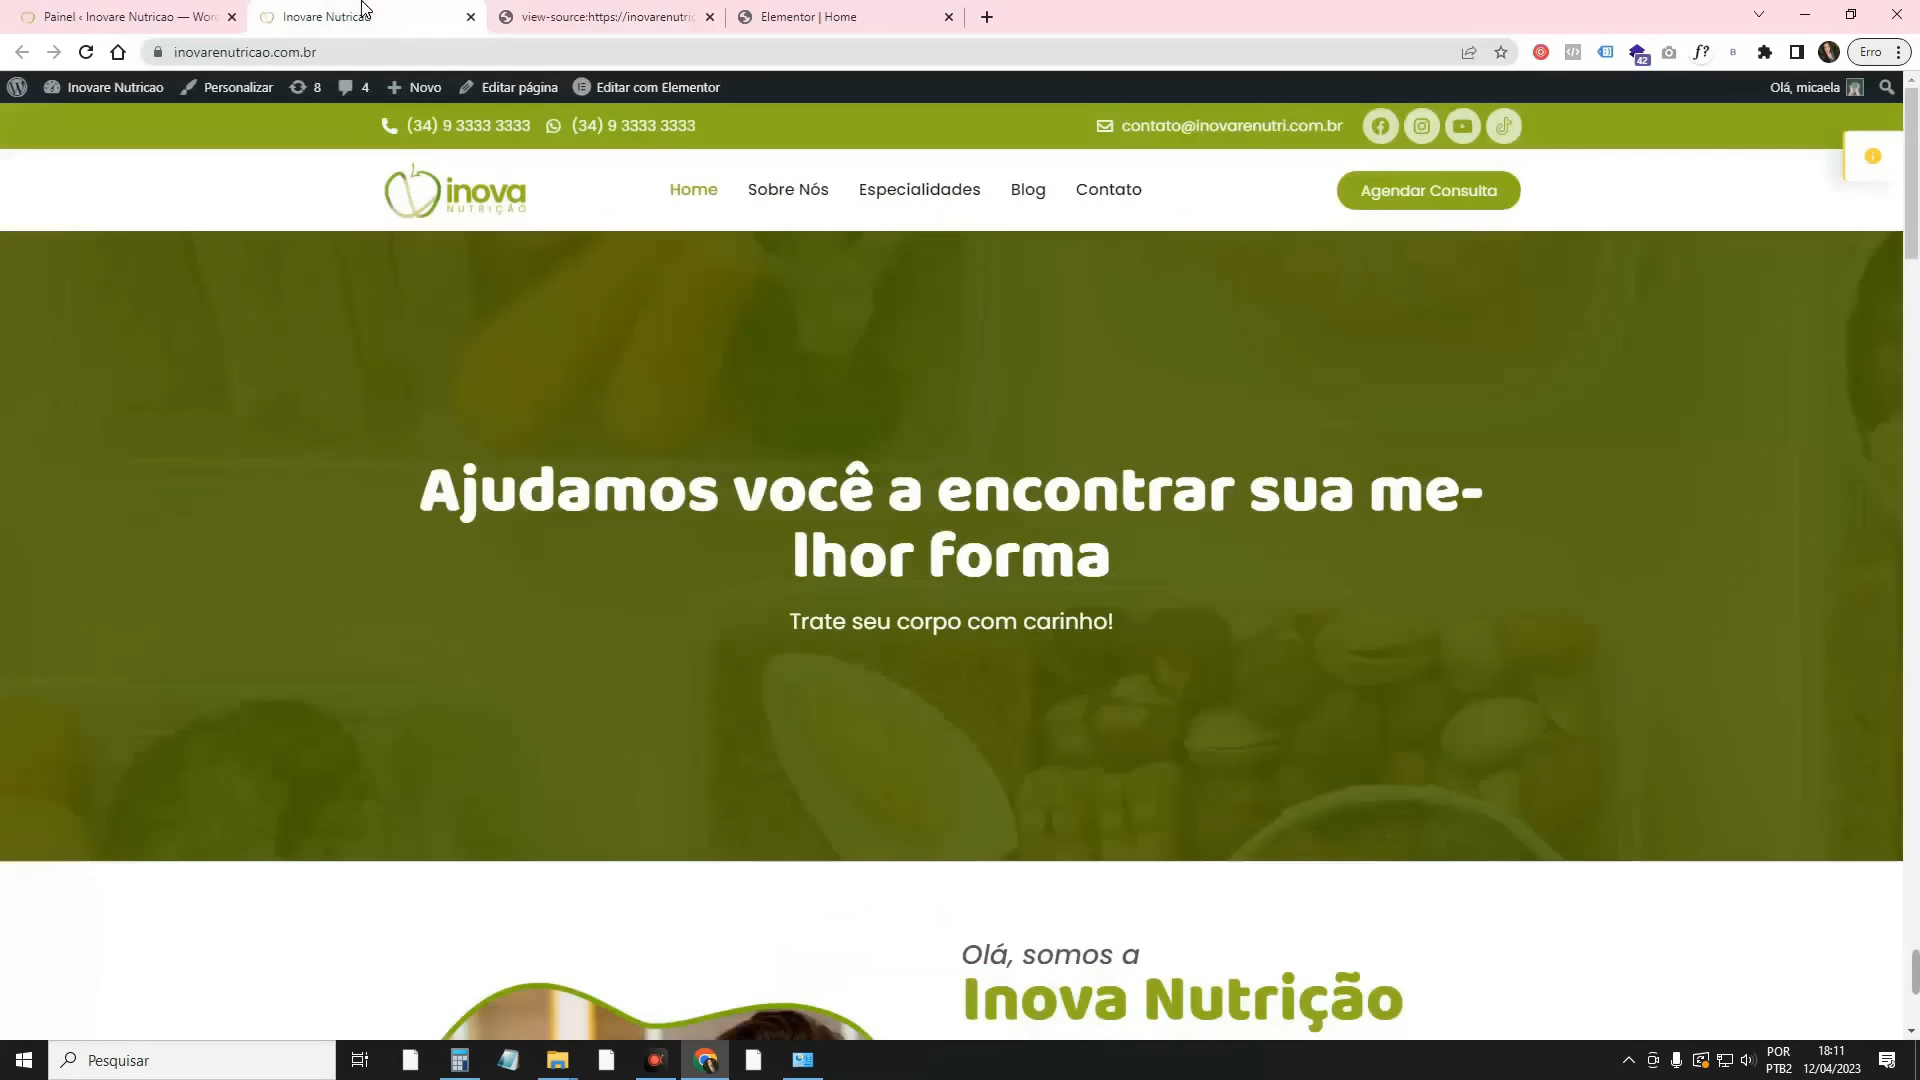 Painel ‹ Inovare Nutricao — Wor
Inovare Nutricao
view-source:https://inovarenutric
Elementor | Home
inovarenutricao.com.br
42
f?
B
Erro
Inovare Nutricao
Personalizar
8
4
Novo
Editar página
Editar com Elementor
Olá, micaela
(34) 9 3333 3333
(34) 9 3333 3333
contato@inovarenutri.com.br
inova
NUTRIÇÃO
Home
Sobre Nós
Especialidades
Blog
Contato
Agendar Consulta
Ajudamos você a encontrar sua me-
lhor forma
Trate seu corpo com carinho!
Olá, somos a
Inova Nutrição
Pesquisar
POR
PTB2
18:11
12/04/2023